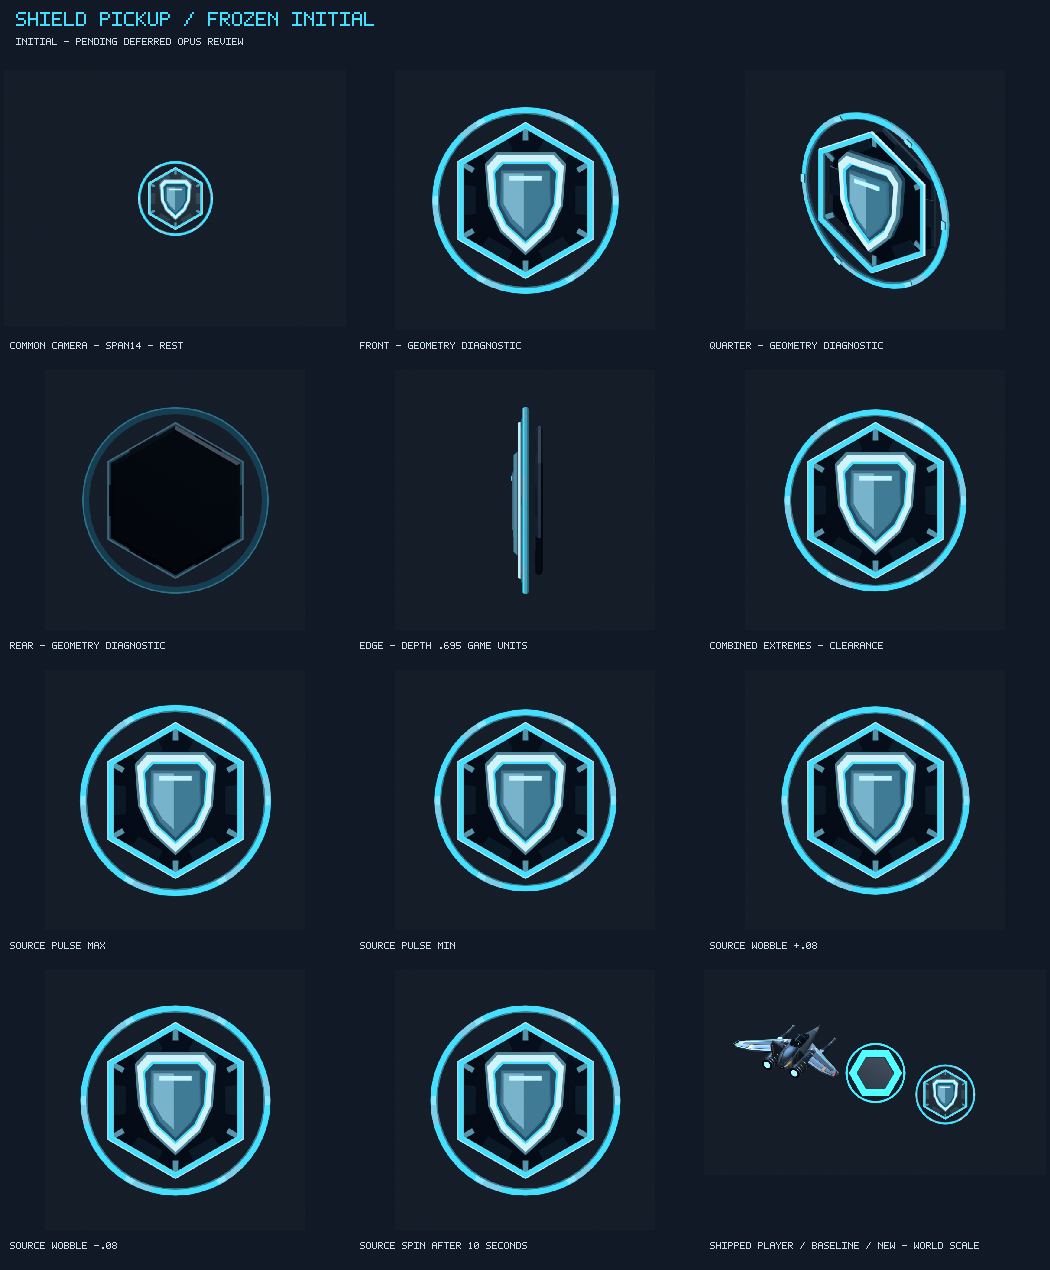 SHIELD PICKUP / FROZEN INITIAL
INITIAL - PENDING DEFERRED OPUS REVIEW
COMMON CAMERA - SPAN14 - REST
FRONT - GEOMETRY DIAGNOSTIC
QUARTER - GEOMETRY DIAGNOSTIC
REAR - GEOMETRY DIAGNOSTIC
EDGE - DEPTH .695 GAME UNITS
COMBINED EXTREMES - CLEARANCE
SOURCE PULSE MAX
SOURCE PULSE MIN
SOURCE WOBBLE +.08
SOURCE WOBBLE -.08
SOURCE SPIN AFTER 10 SECONDS
SHIPPED PLAYER / BASELINE / NEW - WORLD SCALE